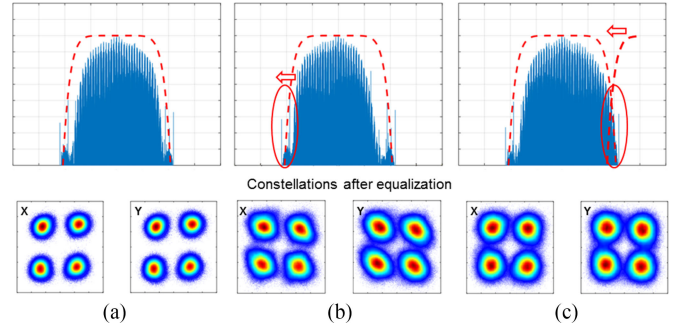 Constellations after equalization
X Y X Y X Y
(a) (b) (c)